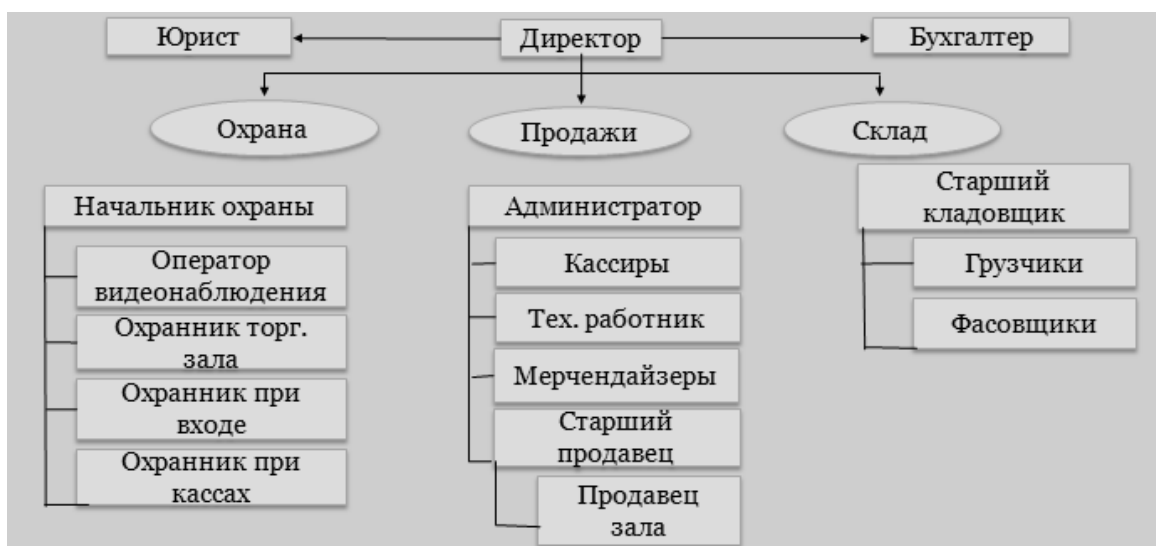 Юрист
Директор
Бухгалтер
Охрана
Продажи
Склад
Начальник охраны
Оператор
видеонаблюдения
Охранник торг.
зала
Охранник при
входе
Охранник при
кассах
Администратор
Кассиры
Тех. работник
Мерчендайзеры
Старший
продавец
Продавец
зала
Старший
кладовщик
Грузчики
Фасовщики